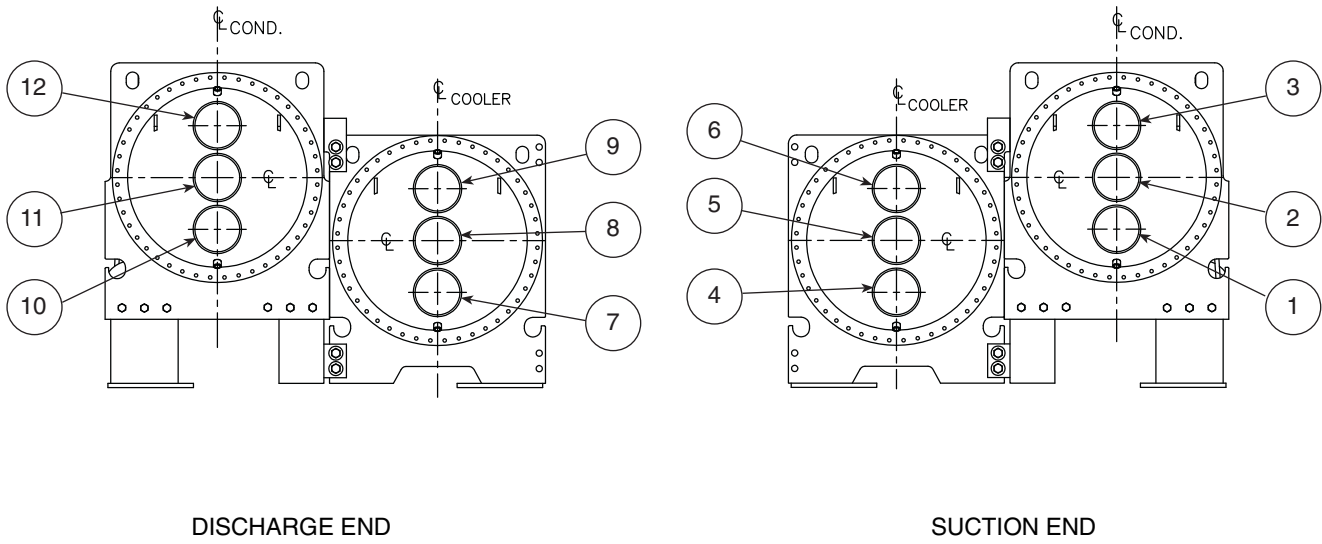 ℄ COND.
℄ COOLER
12
11
10
9
8
7
℄
℄
DISCHARGE END
℄ COOLER
℄ COND.
6
5
4
3
2
1
℄
℄
SUCTION END